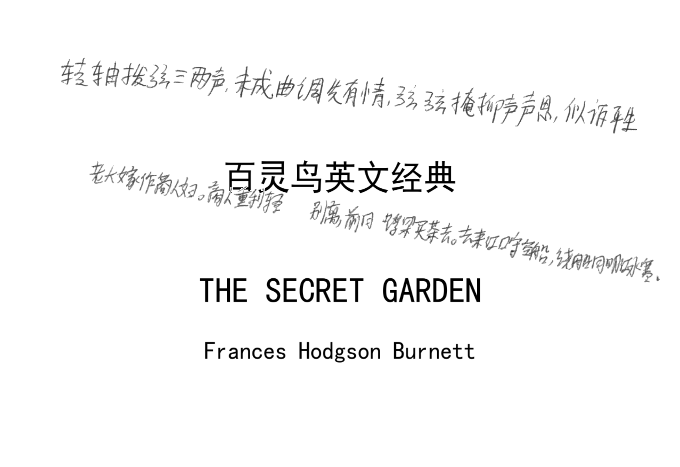 转轴拨弦三两声,未成曲调先有情,弦弦掩抑声声思,似诉平生
百灵鸟英文经典
老大嫁作商人妇。商人重利轻别离,前月浮梁买茶去。去来江口守空船,绕船月明江水寒。
THE SECRET GARDEN
Frances Hodgson Burnett